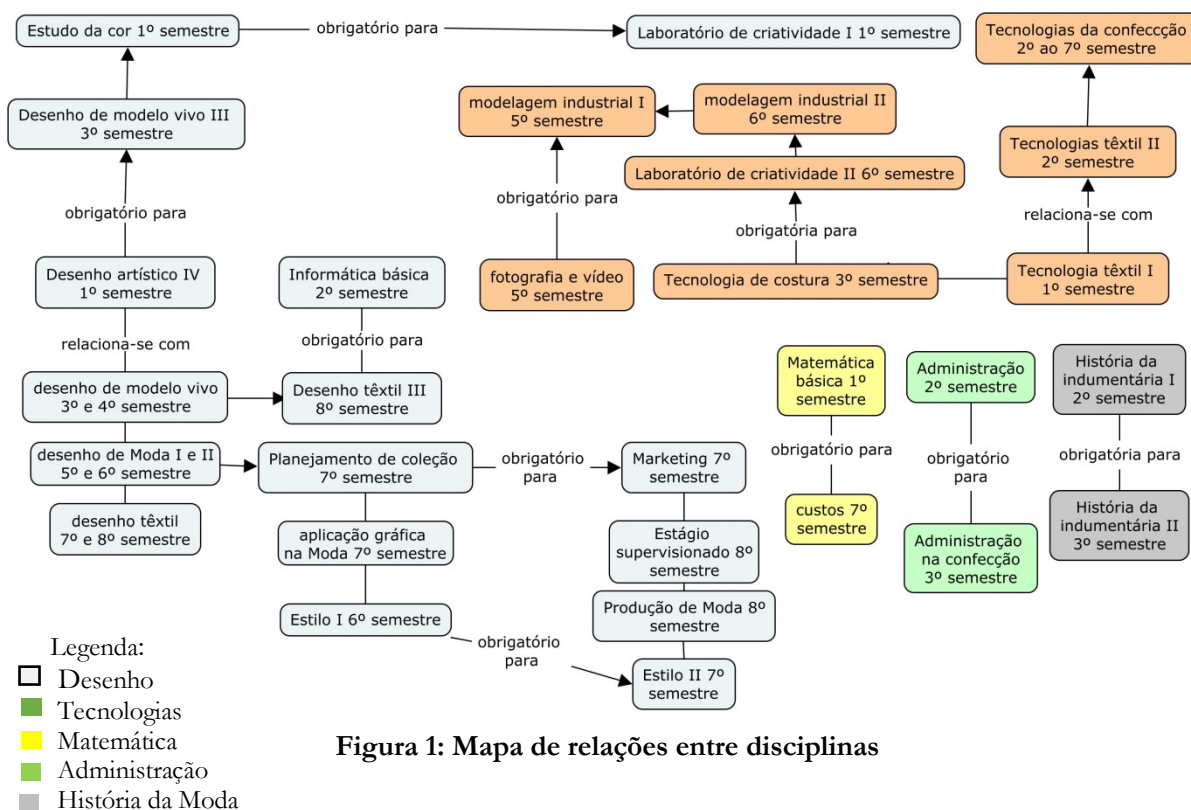 Estudo da cor 1º semestre
obrigatório para
Laboratório de criatividade I 1º semestre
Tecnologias da confeccção
2º ao 7º semestre
Desenho de modelo vivo III
3º semestre
modelagem industrial I
5º semestre
modelagem industrial II
6º semestre
Tecnologias têxtil II
2º semestre
Laboratório de criatividade II 6º semestre
obrigatório para
obrigatório para
obrigatória para
relaciona-se com
Desenho artístico IV
1º semestre
Informática básica
2º semestre
fotografia e vídeo
5º semestre
Tecnologia de costura 3º semestre
Tecnologia têxtil I
1º semestre
relaciona-se com
obrigatório para
desenho de modelo vivo
3º e 4º semestre
Desenho têxtil III
8º semestre
Matemática
básica 1º
semestre
Administração
2º semestre
História da
indumentária I
2º semestre
desenho de Moda I e II
5º e 6º semestre
Planejamento de coleção
7º semestre
obrigatório
para
Marketing 7º
semestre
obrigatório
para
obrigatório
para
obrigatória para
desenho têxtil
7º e 8º semestre
aplicação gráfica
na Moda 7º semestre
Estágio
supervisionado 8º
semestre
custos 7º
semestre
Administração
na confecção
3º semestre
História da
indumentária II
3º semestre
Estilo I 6º semestre
Produção de Moda 8º
semestre
obrigatório
para
Estilo II 7º
semestre
Legenda:
Desenho
Tecnologias
Matemática
Administração
História da Moda
Figura 1: Mapa de relações entre disciplinas